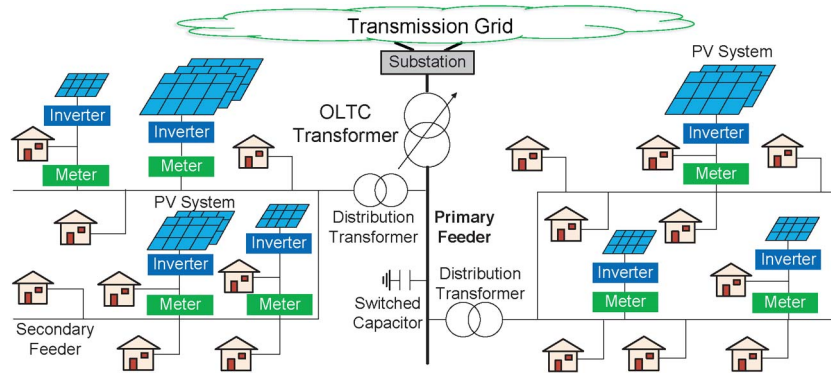 Transmission Grid
Substation
PV System
OLTC
Transformer
Inverter
Inverter
Inverter
Meter
Meter
Meter
PV System
Distribution
Transformer
Primary
Feeder
Inverter
Inverter
Inverter
Inverter
Meter
Meter
Meter
Meter
Distribution
Transformer
Switched
Capacitor
Secondary
Feeder